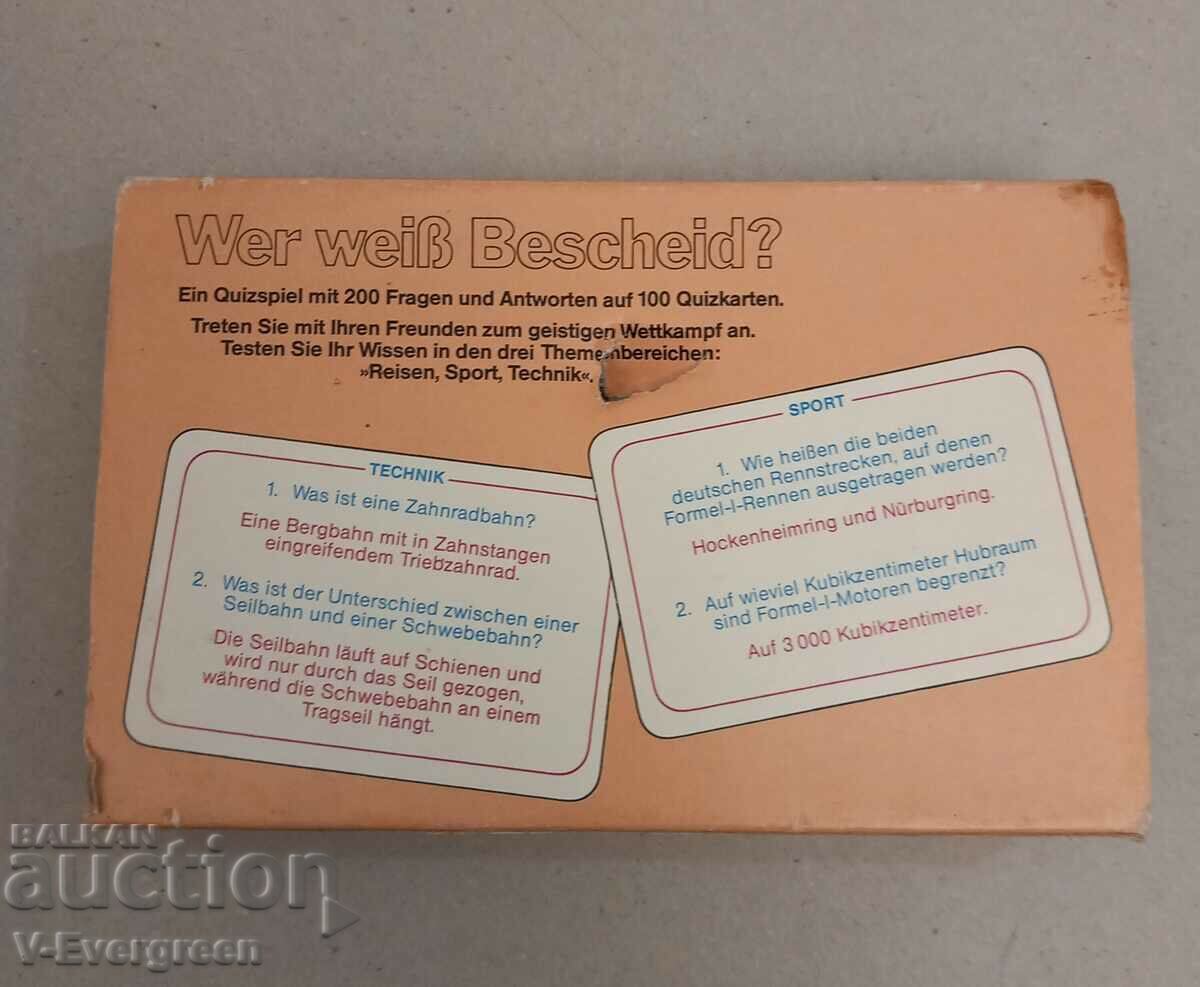 Wer weiß Bescheid?
Ein Quizspiel mit 200 Fragen und Antworten auf 100 Quizkarten.
Treten Sie mit Ihren Freunden zum geistigen Wettkampf an.
Testen Sie Ihr Wissen in den drei Themenbereichen:
»Reisen, Sport, Technik«.
TECHNIK
1. Was ist eine Zahnradbahn?
Eine Bergbahn mit in Zahnstangen
eingreifendem Triebzahnrad.
2. Was ist der Unterschied zwischen einer
Seilbahn und einer Schwebebahn?
Die Seilbahn läuft auf Schienen und
wird nur durch das Seil gezogen,
während die Schwebebahn an einem
Tragseil hängt.
SPORT
1. Wie heißen die beiden
deutschen Rennstrecken, auf denen
Formel-I-Rennen ausgetragen werden?
Hockenheimring und Nürburgring.
2. Auf wieviel Kubikzentimeter Hubraum
sind Formel-I-Motoren begrenzt?
Auf 3 000 Kubikzentimeter.
BALKAN
auction
V-Evergreen